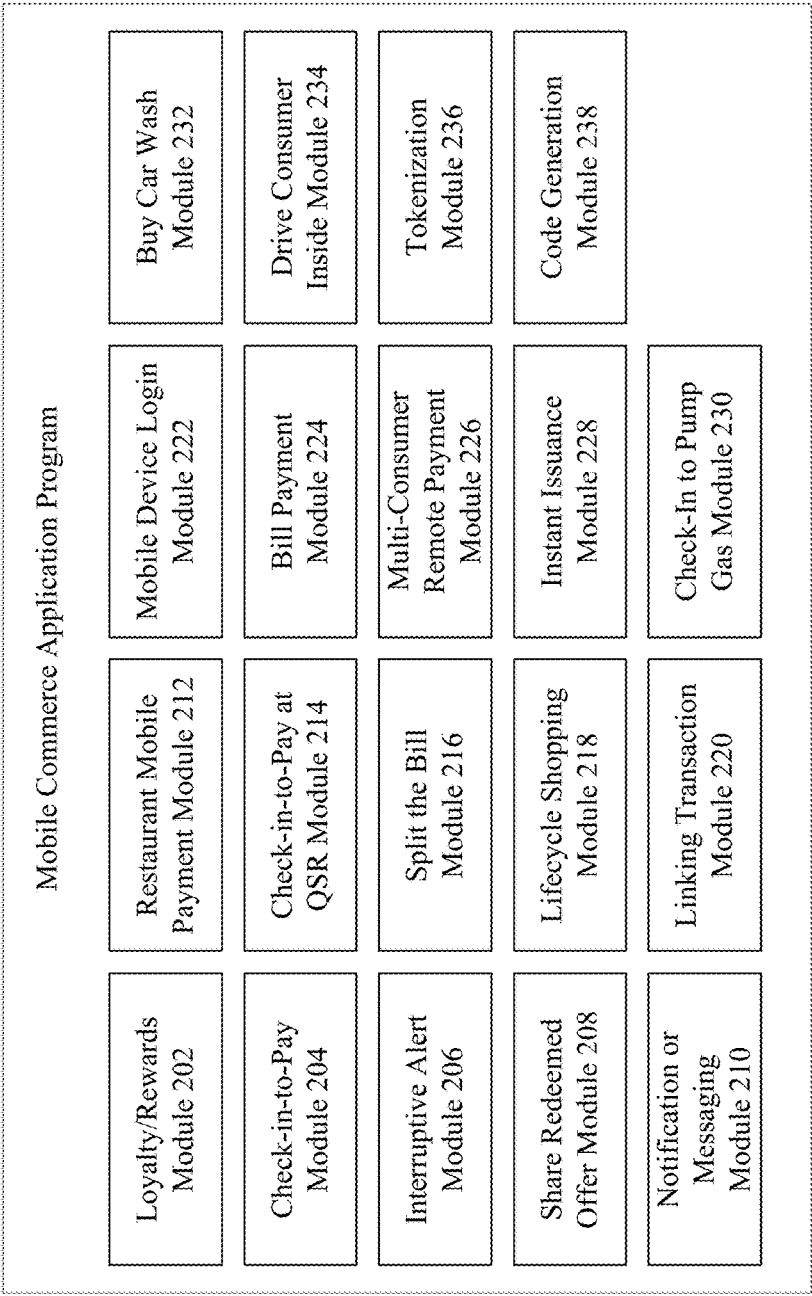 Mobile Commerce Application Program
Loyalty/Rewards
Module 202
Check-in-to-Pay
Module 204
Interruptive Alert
Module 206
Share Redeemed
Offer Module 208
Notification or
Messaging
Module 210
Restaurant Mobile
Payment Module 212
Check-in-to-Pay at
QSR Module 214
Split the Bill
Module 216
Lifecycle Shopping
Module 218
Linking Transaction
Module 220
Mobile Device Login
Module 222
Bill Payment
Module 224
Multi-Consumer
Remote Payment
Module 226
Instant Issuance
Module 228
Check-In to Pump
Gas Module 230
Buy Car Wash
Module 232
Drive Consumer
Inside Module 234
Tokenization
Module 236
Code Generation
Module 238